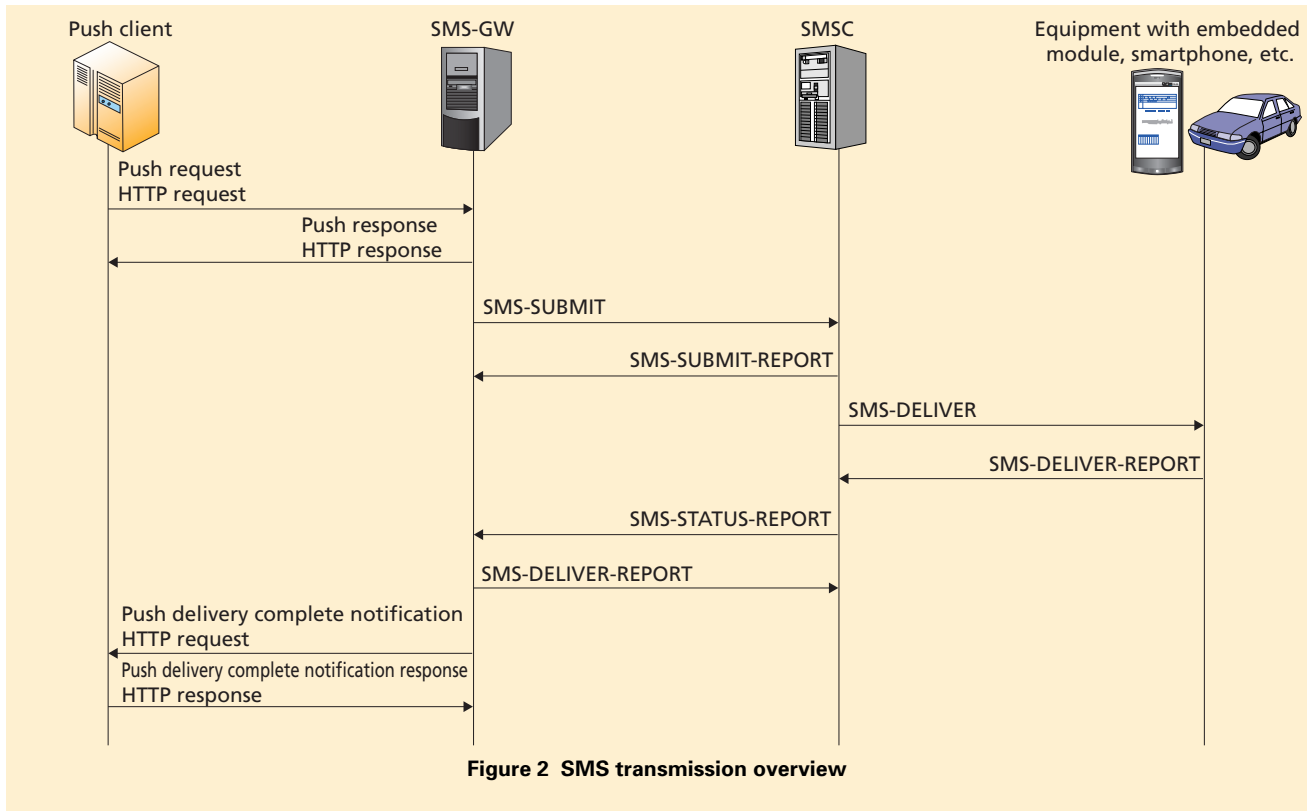 Push client
SMS-GW
SMSC
Equipment with embedded
module, smartphone, etc.
Push request
HTTP request
Push response
HTTP response
SMS-SUBMIT
SMS-SUBMIT-REPORT
SMS-DELIVER
SMS-DELIVER-REPORT
SMS-STATUS-REPORT
SMS-DELIVER-REPORT
Push delivery complete notification
HTTP request
Push delivery complete notification response
HTTP response
Figure 2 SMS transmission overview